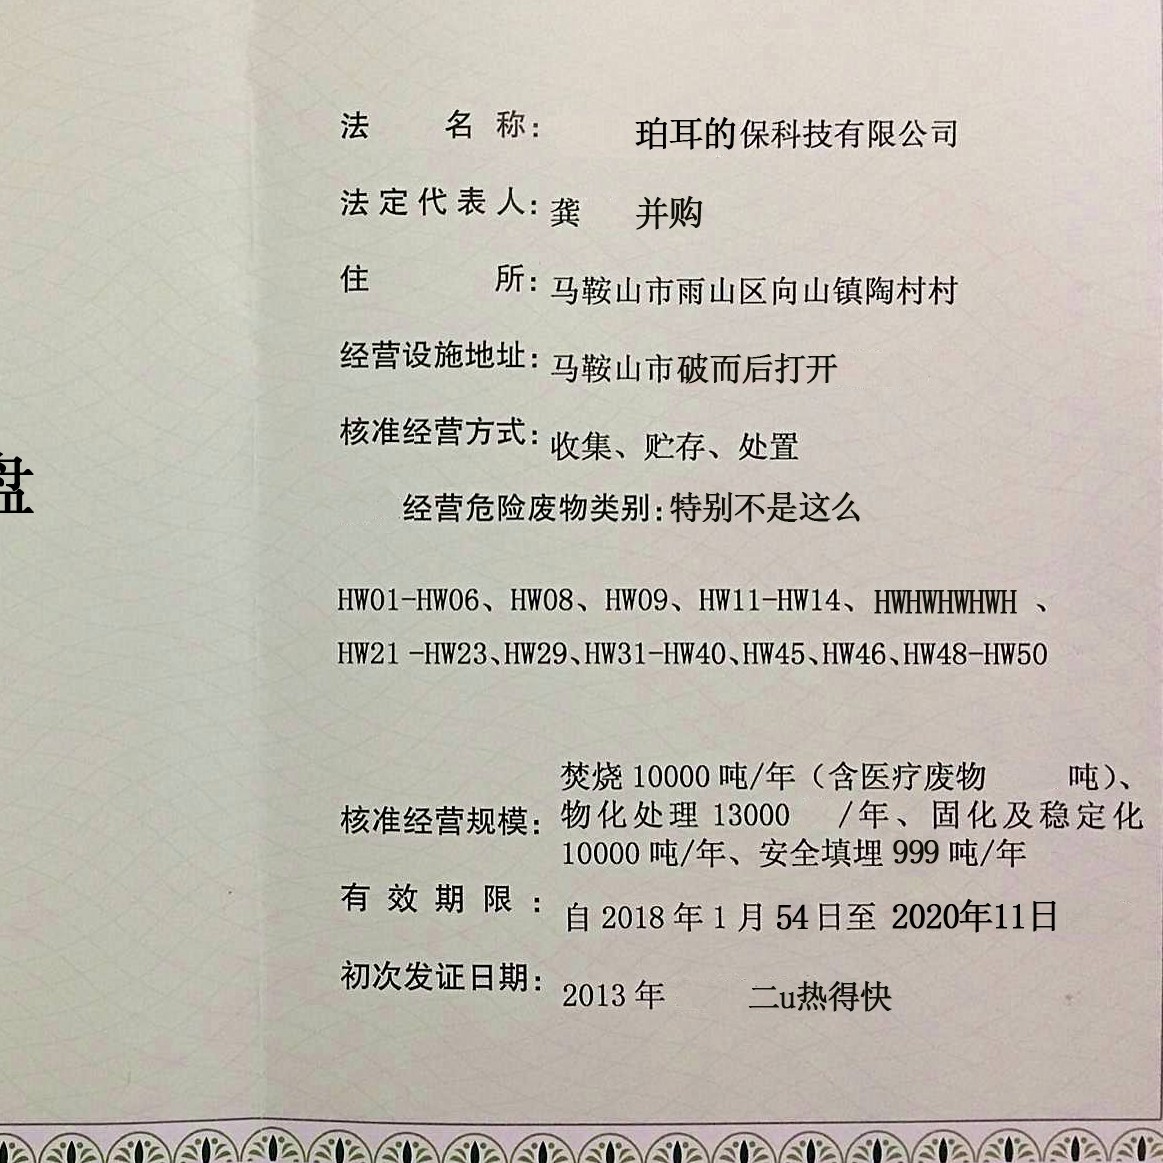 法 名 称: 珀耳的保科技有限公司
法定代表人: 龚 并购
住 所: 马鞍山市雨山区向山镇陶村村
经营设施地址: 马鞍山市破而后打开
核准经营方式: 收集、贮存、处置
盘
经营危险废物类别: 特别不是这么
HW01-HW06、HW08、HW09、HW11-HW14、HWHWHWHWH 、
HW21 -HW23、HW29、HW31-HW40、HW45、HW46、HW48-HW50
焚烧 10000 吨/年（含医疗废物 吨）、
核准经营规模: 物化处理 13000 /年、固化及稳定化
10000 吨/年、安全填埋 999 吨/年
有效期限: 自 2018 年 1 月 54 日至 2020年11日
初次发证日期: 2013 年 二u热得快